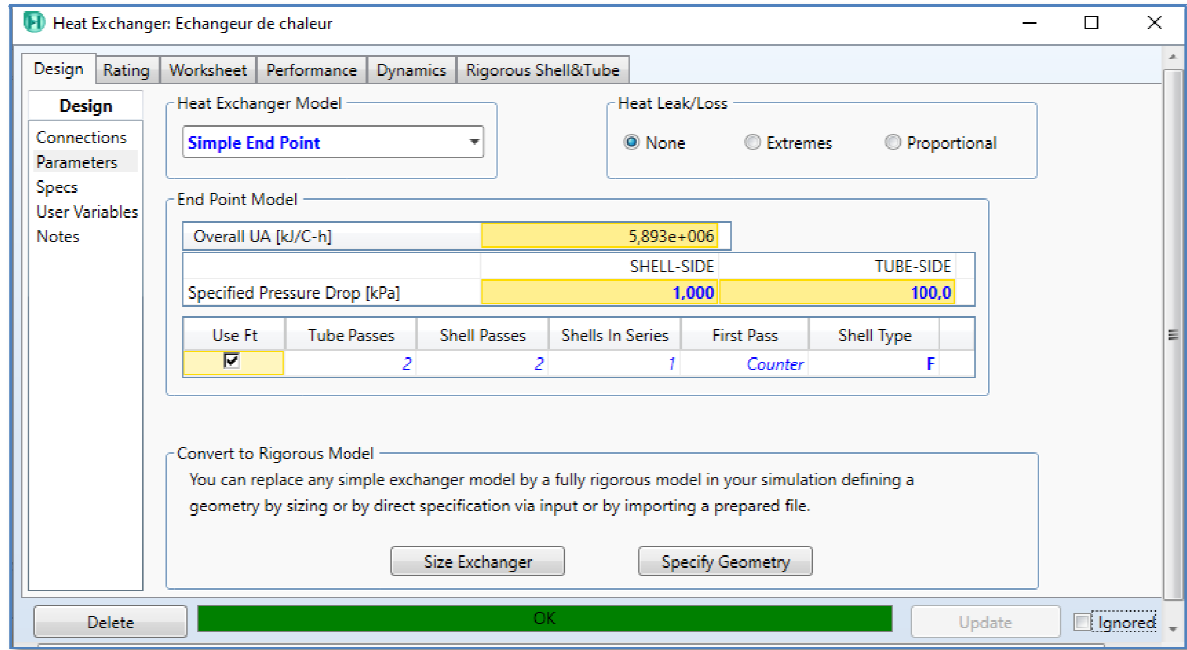 Heat Exchanger: Echangeur de chaleur
Design Rating Worksheet Performance Dynamics Rigorous Shell&Tube
Design
Connections
Parameters
Specs
User Variables
Notes
Heat Exchanger Model
Simple End Point
Heat Leak/Loss
None Extremes Proportional
End Point Model
Overall UA [kJ/C-h] 5,893e+006
SHELL-SIDE TUBE-SIDE
Specified Pressure Drop [kPa] 1,000 100,0
Use Ft Tube Passes Shell Passes Shells In Series First Pass Shell Type
2 2 1 Counter F
Convert to Rigorous Model
You can replace any simple exchanger model by a fully rigorous model in your simulation defining a
geometry by sizing or by direct specification via input or by importing a prepared file.
Size Exchanger Specify Geometry
Delete OK Update Ignored